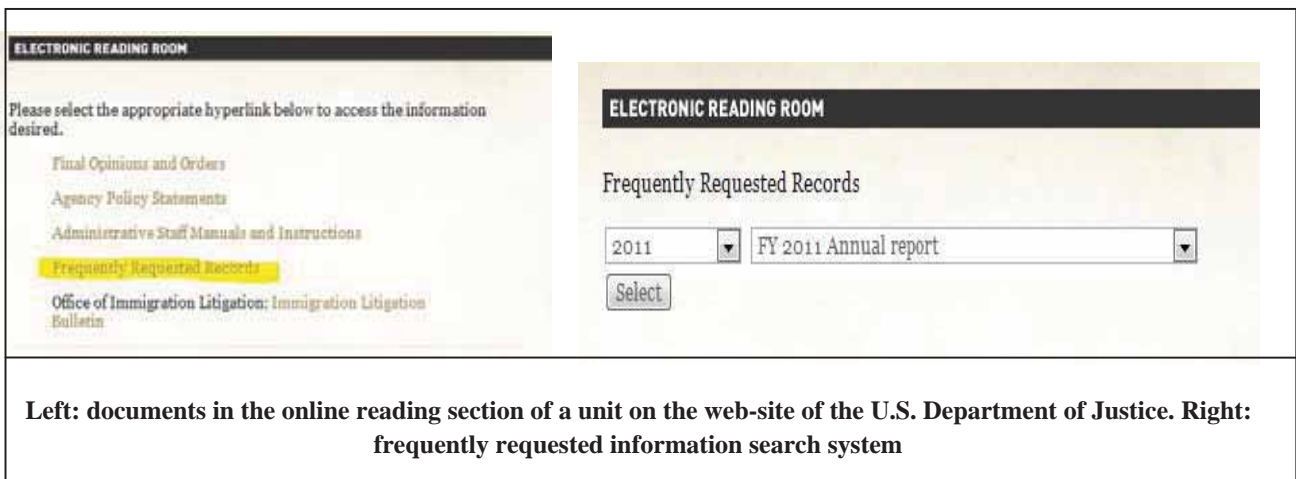 ELECTRONIC READING ROOM
Please select the appropriate hyperlink below to access the information
desired.
Final Opinions and Orders
Agency Policy Statements
Administrative Staff Manuals and Instructions
Frequently Requested Records
Office of Immigration Litigation: Immigration Litigation
Bulletin
ELECTRONIC READING ROOM
Frequently Requested Records
2011 FY 2011 Annual report
Select
Left: documents in the online reading section of a unit on the web-site of the U.S. Department of Justice. Right:
frequently requested information search system